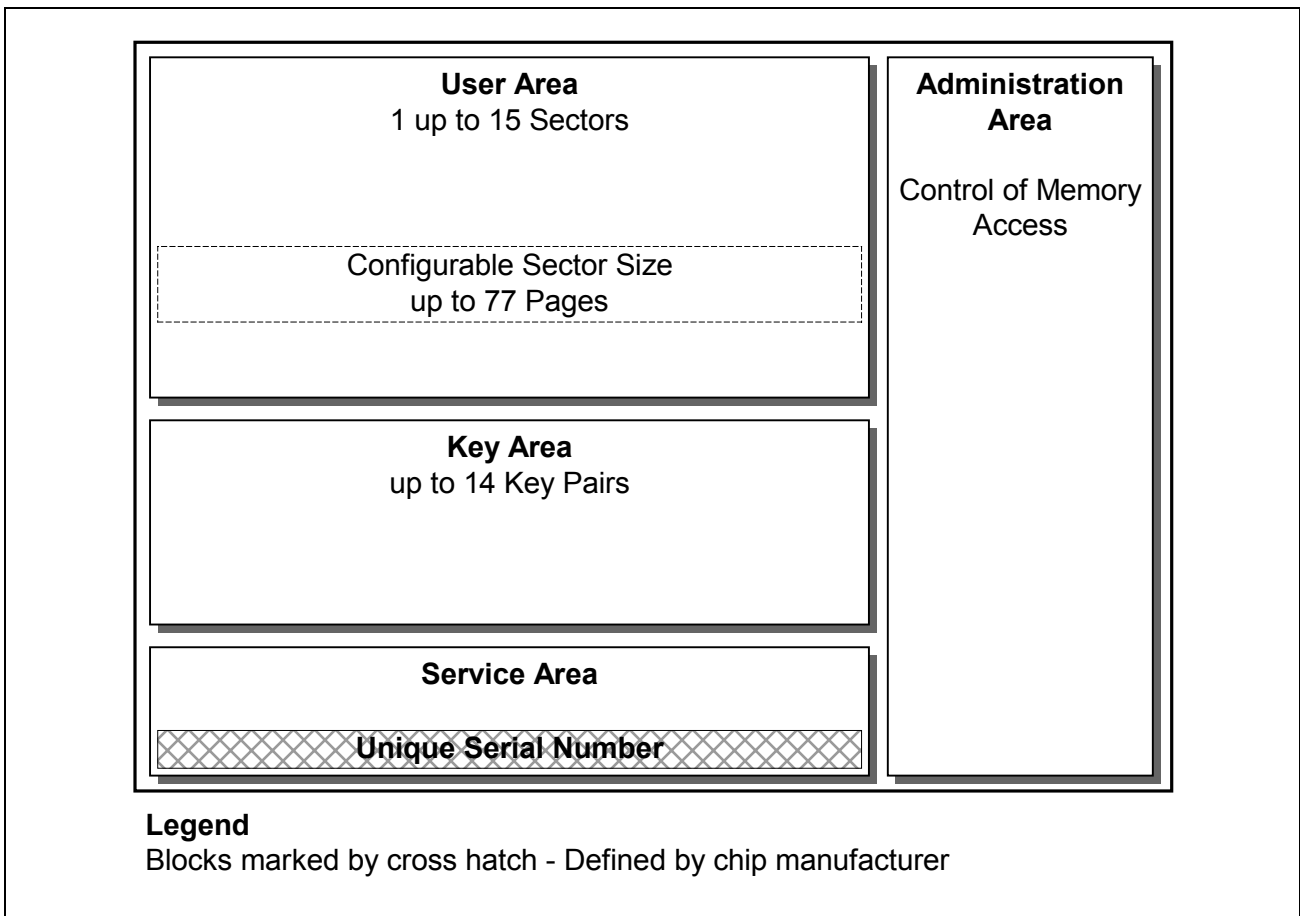 User Area
1 up to 15 Sectors
Configurable Sector Size
up to 77 Pages
Key Area
up to 14 Key Pairs
Service Area
Unique Serial Number
Administration
Area
Control of Memory
Access
Legend
Blocks marked by cross hatch - Defined by chip manufacturer